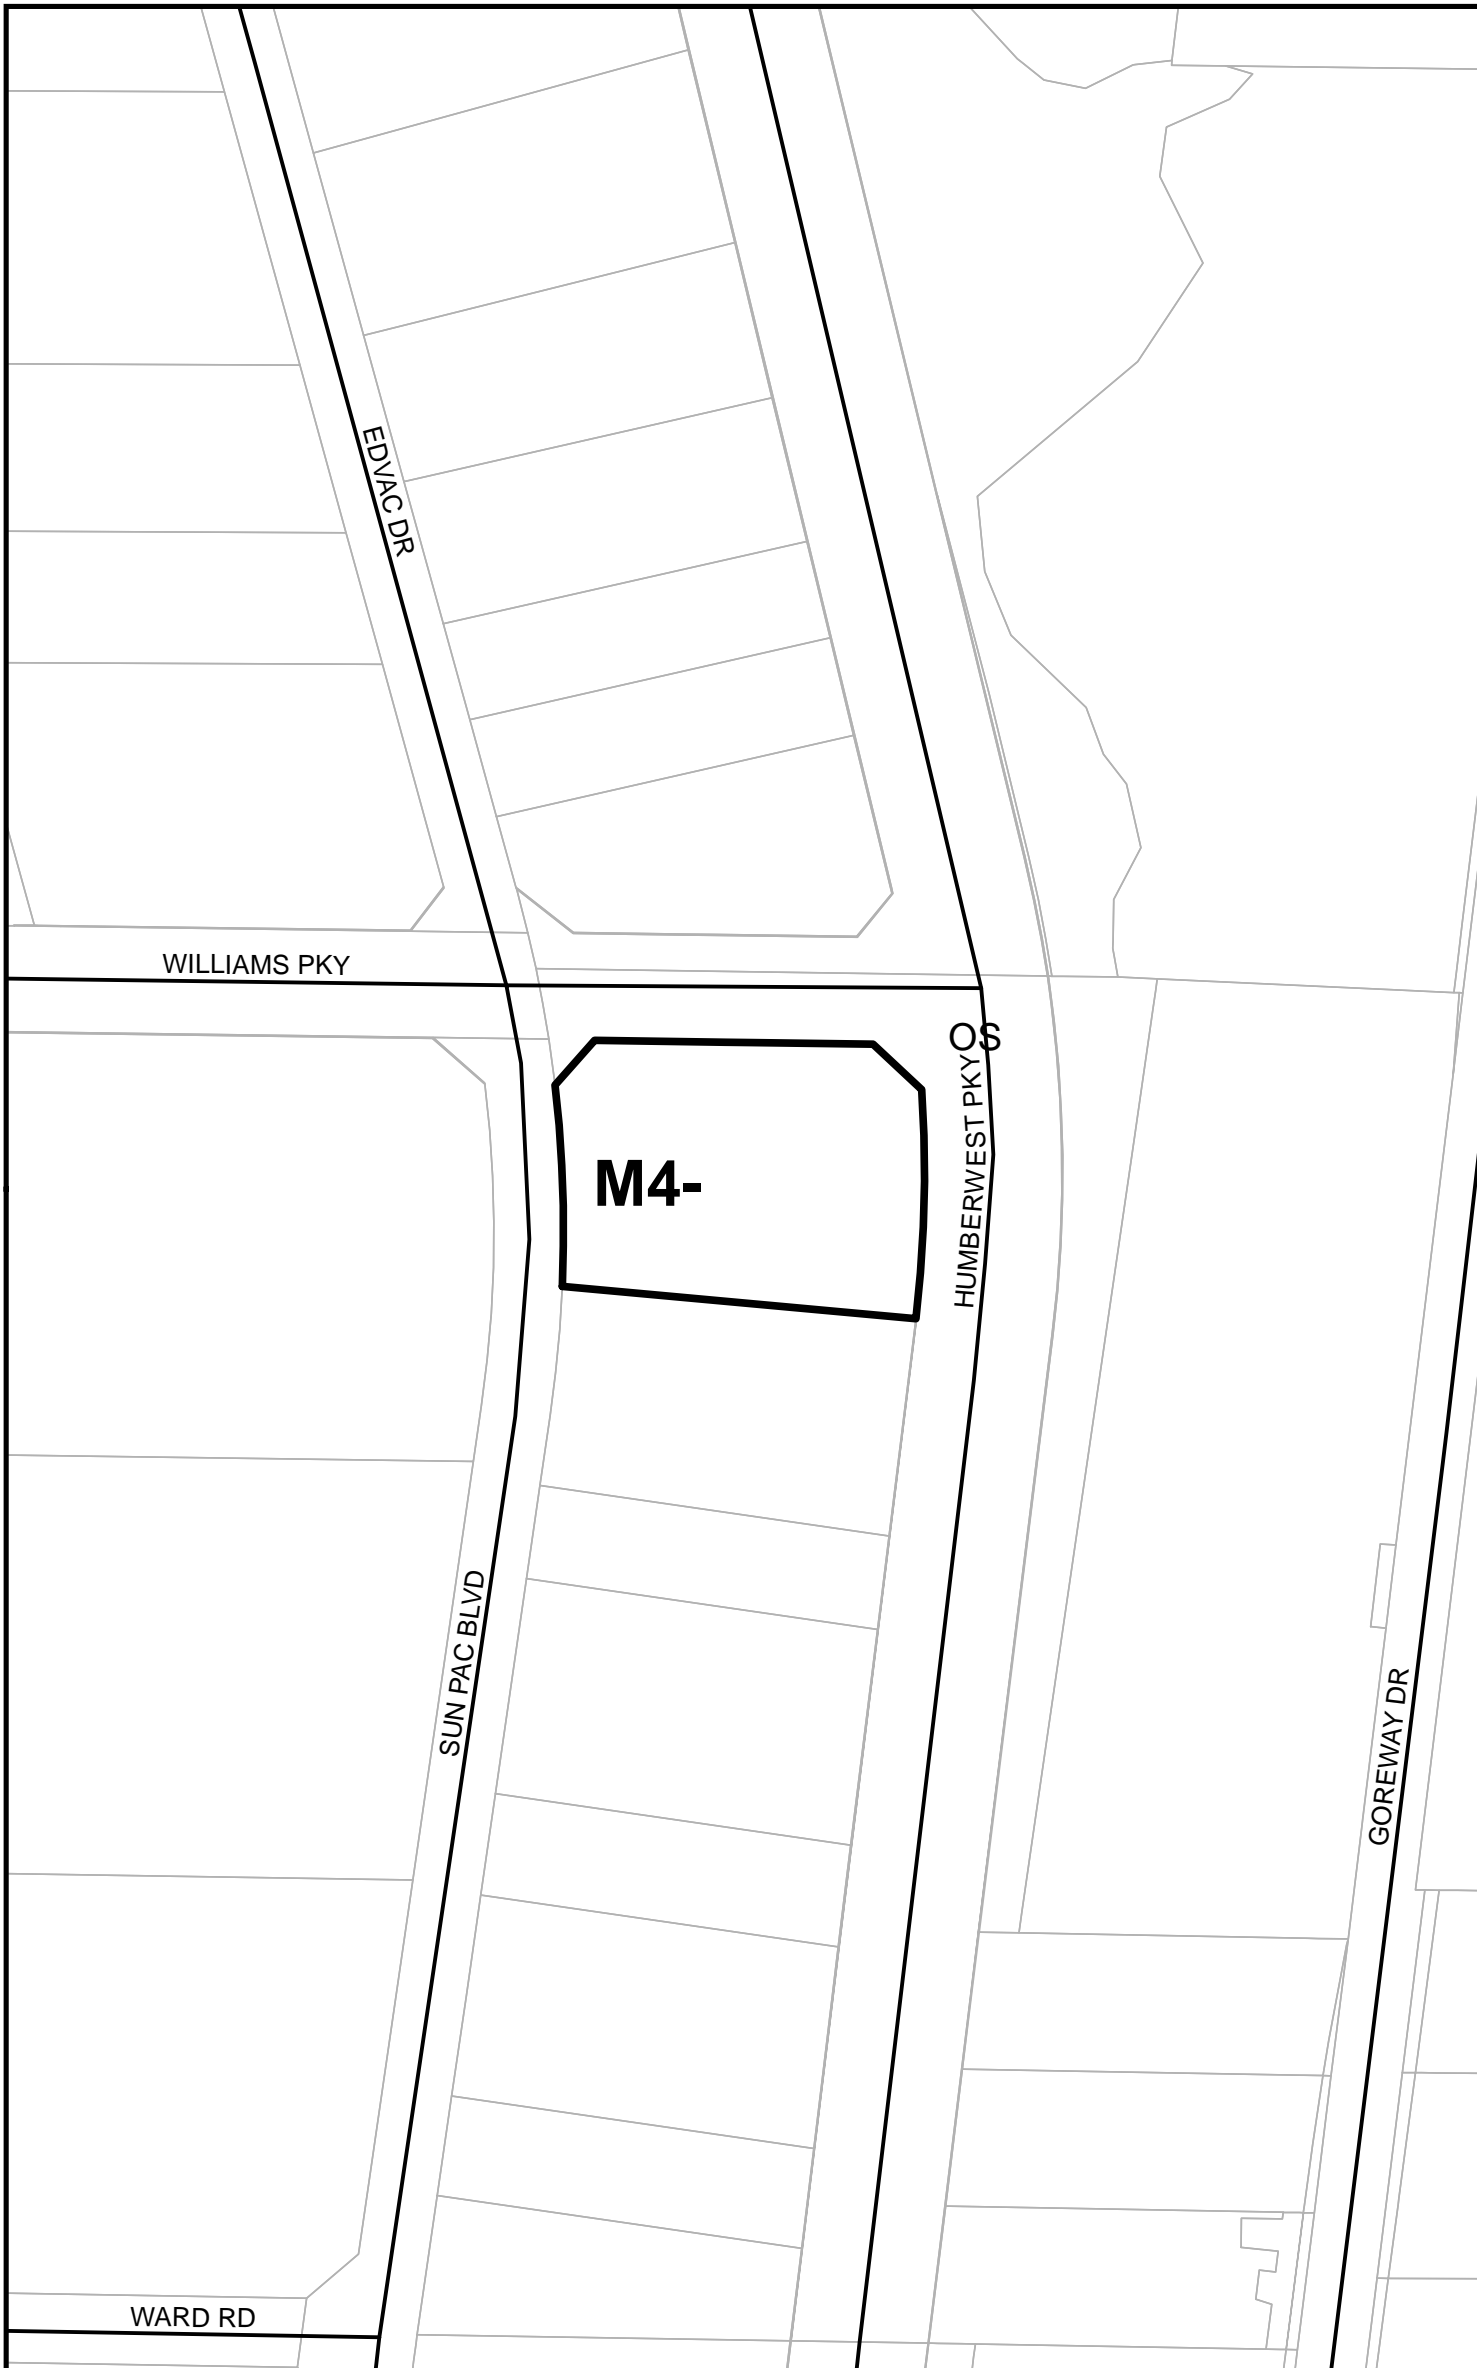 EDVAC DR
WILLIAMS PKY
OS
HUMBERWEST PKY
M4-
SUN PAC BLVD
GOREWAY DR
WARD RD